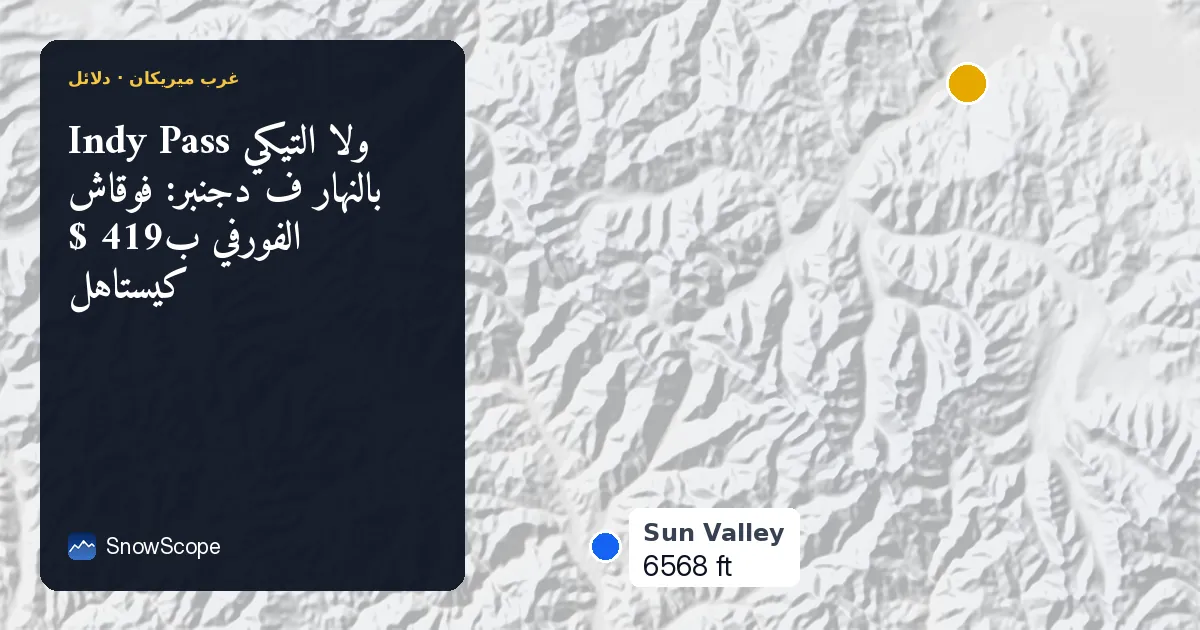 غرب ميريكان · دلائل
Indy Pass ولا التيكي
بالنهار ف دجنبر: فوقاش
الفورفي ب419 $
كيستاهل
SnowScope
Sun Valley
6568 ft